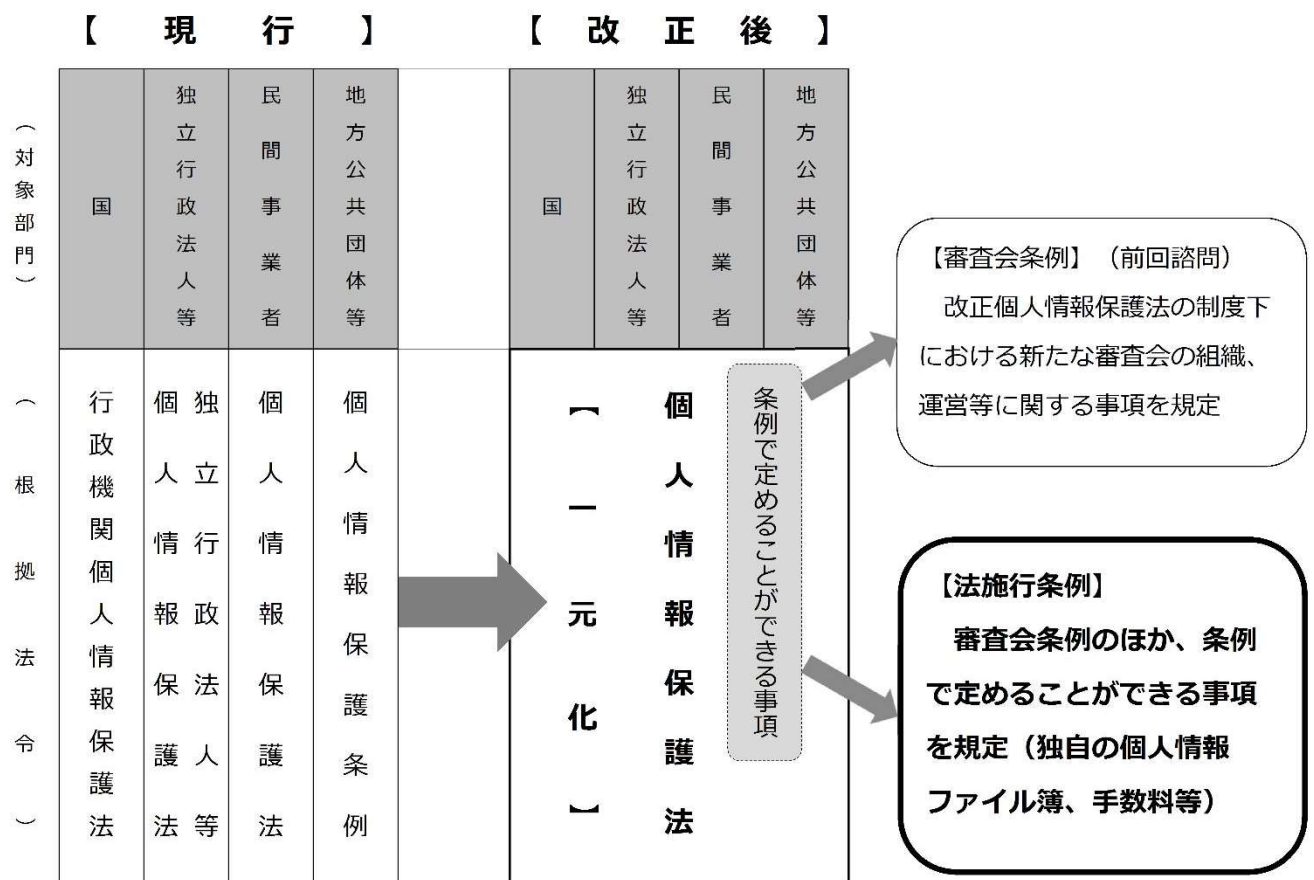 【現行】
【改正後】
（対象部門）
国
独立行政法人等
民間事業者
地方公共団体等
国
独立行政法人等
民間事業者
地方公共団体等
（根拠法令）
行政機関個人情報保護法
独立行政法人等
個人情報保護法
個人情報保護法
個人情報保護条例
条例で定めることができる事項
個人情報保護法
【一元化】
【審査会条例】（前回諮問）
改正個人情報保護法の制度下
における新たな審査会の組織、
運営等に関する事項を規定
【法施行条例】
審査会条例のほか、条例
で定めることができる事項
を規定（独自の個人情報
ファイル簿、手数料等）